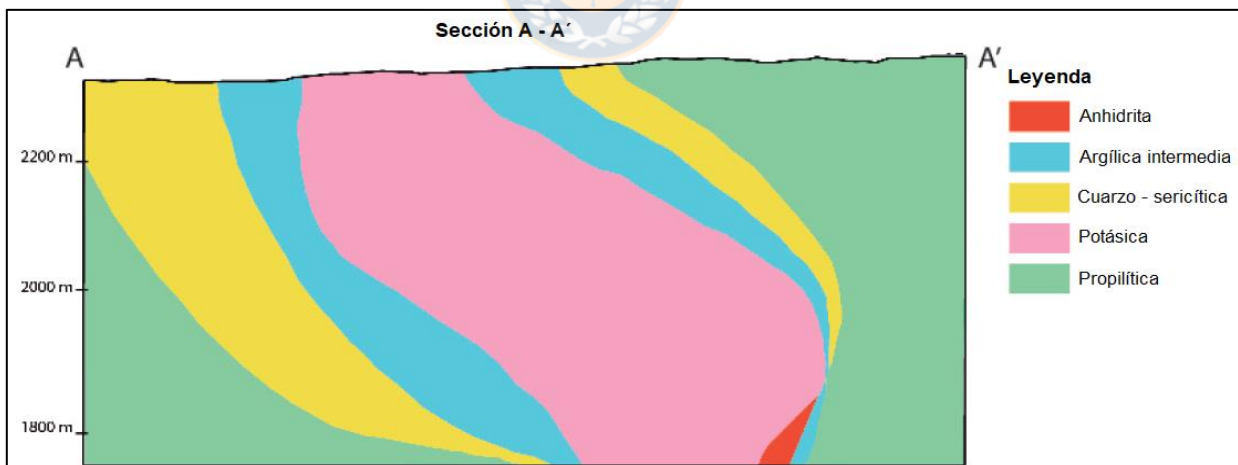 Sección A - A´
A
A'
2200 m
2000 m
1800 m
Leyenda
Anhidrita
Argílica intermedia
Cuarzo - sericítica
Potásica
Propilítica